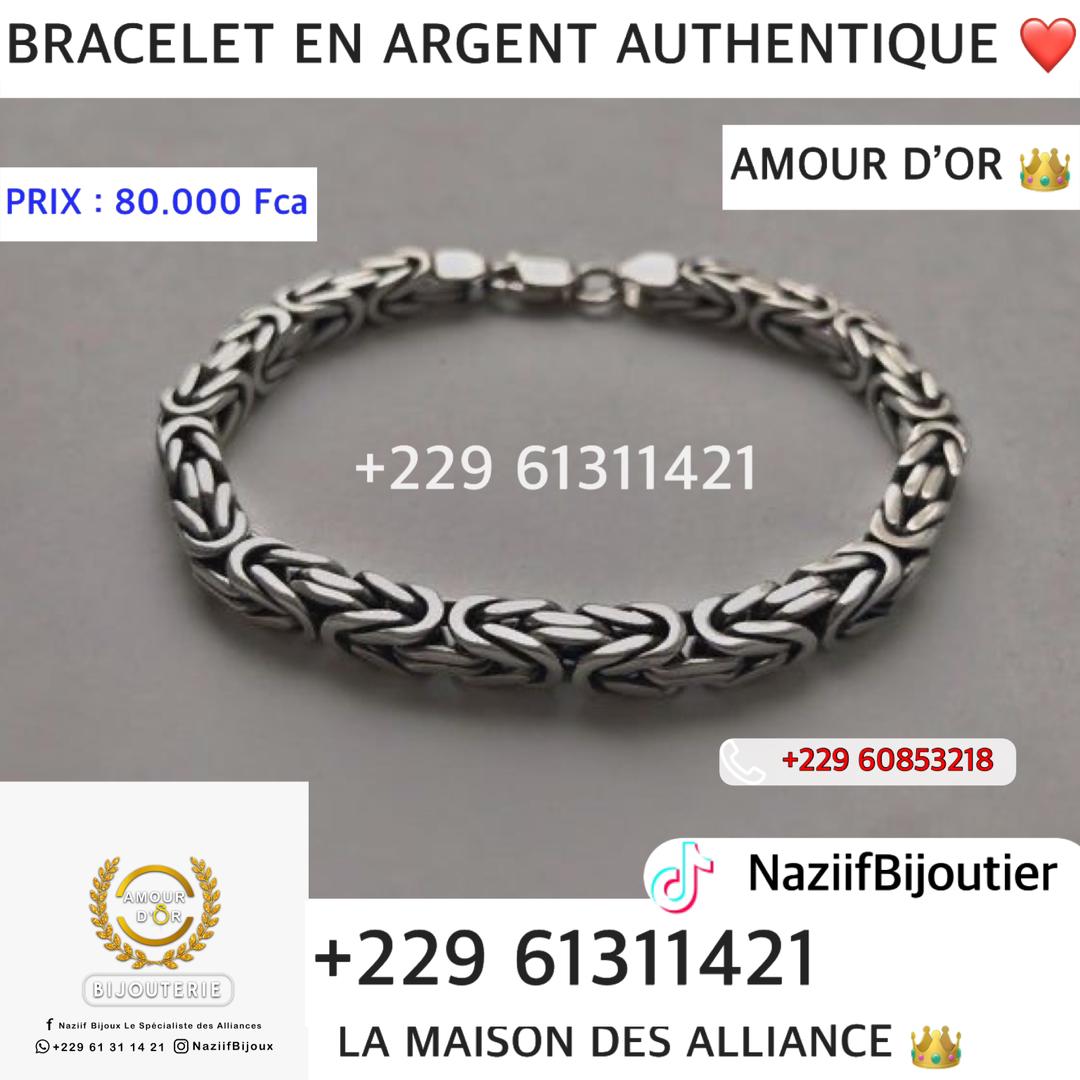 BRACELET EN ARGENT AUTHENTIQUE ❤️
AMOUR D’OR 👑
PRIX : 80.000 Fca
+229 61311421
+229 60853218
NaziifBijoutier
AMOUR
D'OR
BIJOUTERIE
Naziif Bijoux Le Spécialiste des Alliances
+229 61 31 14 21 NaziifBijoux
+229 61311421
LA MAISON DES ALLIANCE 👑